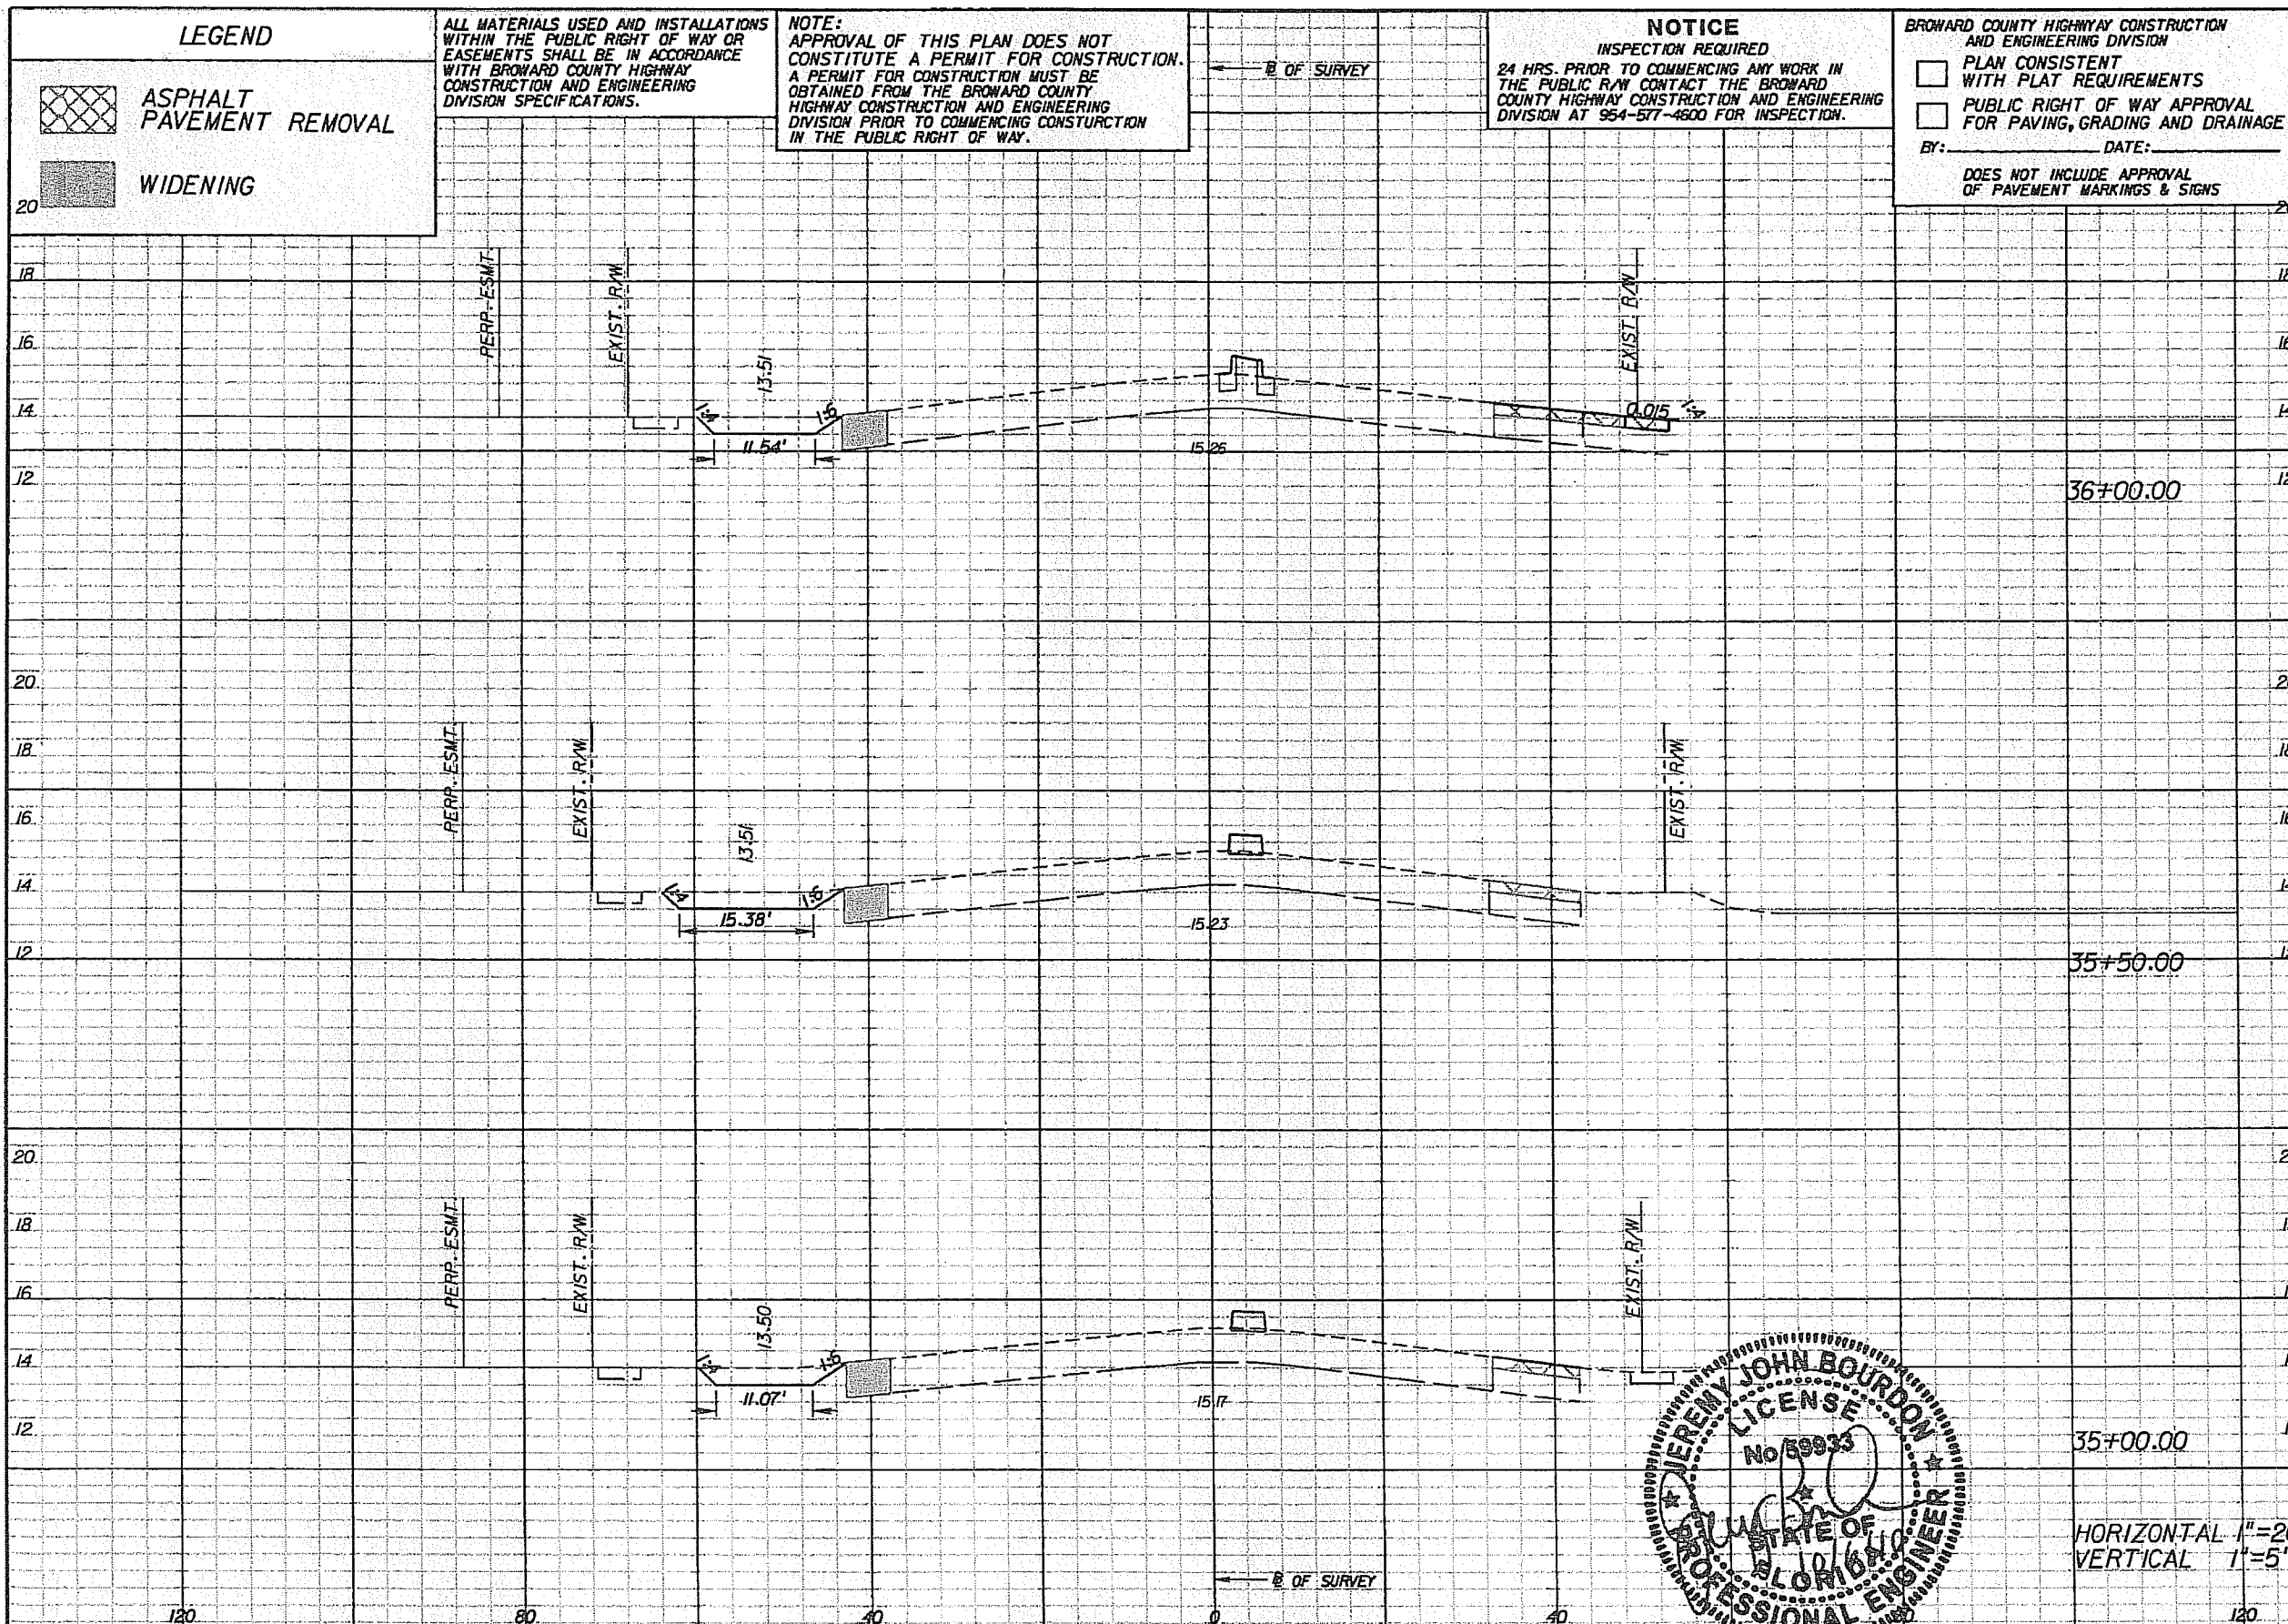 LEGEND
ASPHALT
PAVEMENT REMOVAL
WIDENING
ALL MATERIALS USED AND INSTALLATIONS
WITHIN THE PUBLIC RIGHT OF WAY OR
EASEMENTS SHALL BE IN ACCORDANCE
WITH BROWARD COUNTY HIGHWAY
CONSTRUCTION AND ENGINEERING
DIVISION SPECIFICATIONS.
NOTE:
APPROVAL OF THIS PLAN DOES NOT
CONSTITUTE A PERMIT FOR CONSTRUCTION.
A PERMIT FOR CONSTRUCTION MUST BE
OBTAINED FROM THE BROWARD COUNTY
HIGHWAY CONSTRUCTION AND ENGINEERING
DIVISION PRIOR TO COMMENCING CONSTURCTION
IN THE PUBLIC RIGHT OF WAY.
B OF SURVEY
NOTICE
INSPECTION REQUIRED
24 HRS. PRIOR TO COMMENCING ANY WORK IN
THE PUBLIC R/W CONTACT THE BROWARD
COUNTY HIGHWAY CONSTRUCTION AND ENGINEERING
DIVISION AT 954-577-4600 FOR INSPECTION.
BROWARD COUNTY HIGHWAY CONSTRUCTION
AND ENGINEERING DIVISION
PLAN CONSISTENT
WITH PLAT REQUIREMENTS
PUBLIC RIGHT OF WAY APPROVAL
FOR PAVING, GRADING AND DRAINAGE
BY: DATE:
DOES NOT INCLUDE APPROVAL
OF PAVEMENT MARKINGS & SIGNS
20
18
16
14
12
PERP. ESMT.
EXIST. R/W
13.51
1:4
1:6
11.54'
15.26
EXIST. R/W
0.015
1:4
36+00.00
20
18
16
14
12
PERP. ESMT.
EXIST. R/W
13.51
1:4
1:6
15.38'
15.23
EXIST. R/W
35+50.00
20
18
16
14
12
PERP. ESMT.
EXIST. R/W
13.50
1:4
1:6
11.07'
15.17
EXIST. R/W
35+00.00
JEREMY JOHN BOURDON
LICENSE
No 59933
STATE OF
FLORIDA
PROFESSIONAL ENGINEER
HORIZONTAL 1"=20
VERTICAL 1"=5'
B OF SURVEY
120 80 40 0 40 80 120